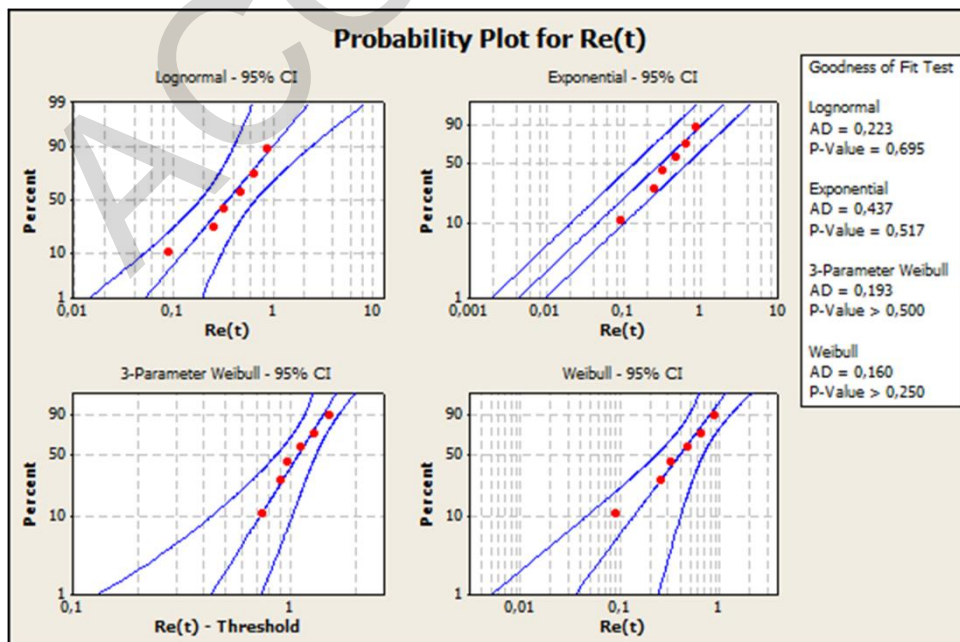 Probability Plot for Re(t)
Lognormal - 95% CI
Exponential - 95% CI
99
90
50
10
1
Percent
0,01
0,1
1
10
Re(t)
90
50
10
1
Percent
0,001
0,01
0,1
1
10
Re(t)
Goodness of Fit Test
Lognormal
AD = 0,223
P-Value = 0,695
Exponential
AD = 0,437
P-Value = 0,517
3-Parameter Weibull
AD = 0,193
P-Value > 0,500
Weibull
AD = 0,160
P-Value > 0,250
3-Parameter Weibull - 95% CI
Weibull - 95% CI
90
50
10
1
Percent
0,1
1
Re(t) - Threshold
90
50
10
1
Percent
0,01
0,1
1
Re(t)